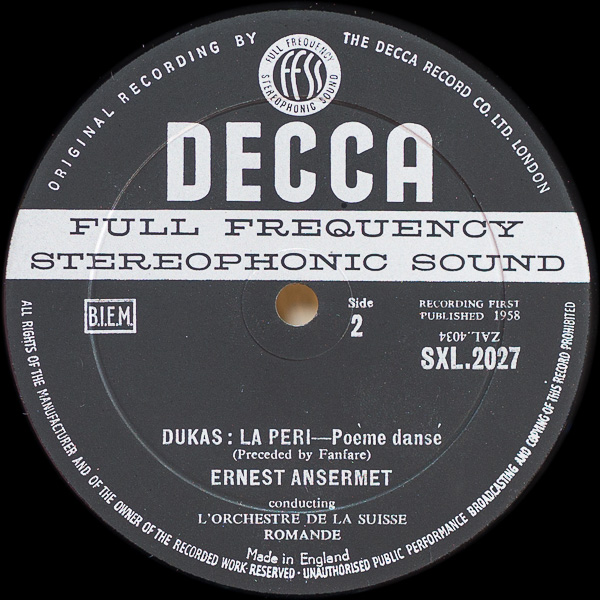 ORIGINAL RECORDING BY THE DECCA RECORD CO. LTD. LONDON
FULL FREQUENCY
FFSS
STEREOPHONIC SOUND
DECCA
FULL FREQUENCY
STEREOPHONIC SOUND
B.I.E.M.
Side
2
RECORDING FIRST
PUBLISHED 1958
ZAL.4034
SXL.2027
DUKAS : LA PERI—Poème dansé
(Preceded by Fanfare)
ERNEST ANSERMET
conducting
L'ORCHESTRE DE LA SUISSE
ROMANDE
Made in England
ALL RIGHTS OF THE MANUFACTURER AND OF THE OWNER OF THE RECORDED WORK RESERVED · UNAUTHORISED PUBLIC PERFORMANCE BROADCASTING AND COPYING OF THIS RECORD PROHIBITED